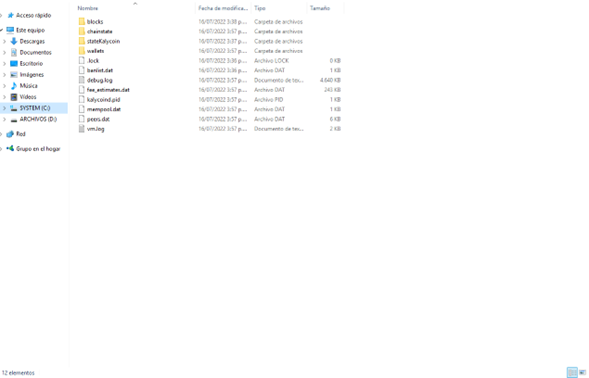 Nombre Fecha de modifica... Tipo Tamaño
Acceso rápido
Este equipo
Descargas
Documentos
Escritorio
Imágenes
Música
Vídeos
SYSTEM (C:)
ARCHIVOS (D:)
Red
Grupo en el hogar
blocks 16/07/2022 3:38 p.... Carpeta de archivos
chainstate 16/07/2022 3:57 p.... Carpeta de archivos
stateKalycoin 16/07/2022 3:37 p.... Carpeta de archivos
wallets 16/07/2022 3:57 p.... Carpeta de archivos
.lock 16/07/2022 3:36 p.... Archivo LOCK 0 KB
banlist.dat 16/07/2022 3:36 p.... Archivo DAT 1 KB
debug.log 16/07/2022 3:57 p.... Documento de tex... 4.640 KB
fee_estimates.dat 16/07/2022 3:57 p.... Archivo DAT 243 KB
kalycoind.pid 16/07/2022 3:57 p.... Archivo PID 1 KB
mempool.dat 16/07/2022 3:57 p.... Archivo DAT 1 KB
peers.dat 16/07/2022 3:57 p.... Archivo DAT 6 KB
vm.log 16/07/2022 3:57 p.... Documento de tex... 2 KB
12 elementos